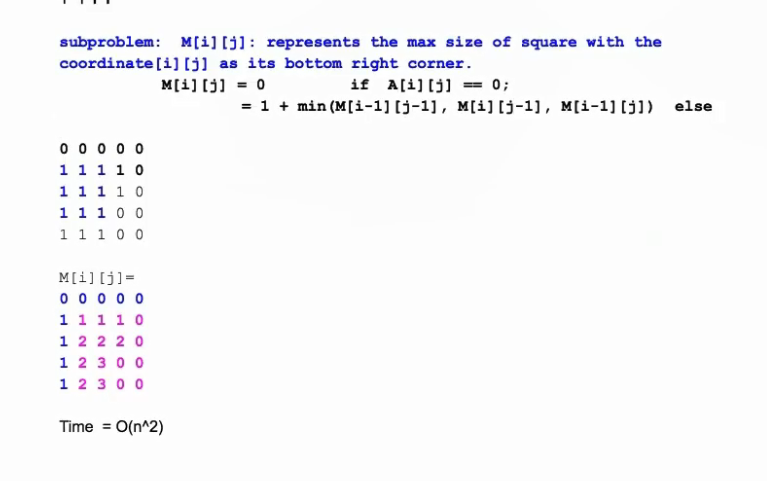 subproblem: M[i][j]: represents the max size of square with the
coordinate[i][j] as its bottom right corner.
M[i][j] = 0 if A[i][j] == 0;
= 1 + min(M[i-1][j-1], M[i][j-1], M[i-1][j]) else
0 0 0 0 0
1 1 1 1 0
1 1 1 1 0
1 1 1 0 0
1 1 1 0 0
M[i][j]=
0 0 0 0 0
1 1 1 1 0
1 2 2 2 0
1 2 3 0 0
1 2 3 0 0
Time = O(n^2)